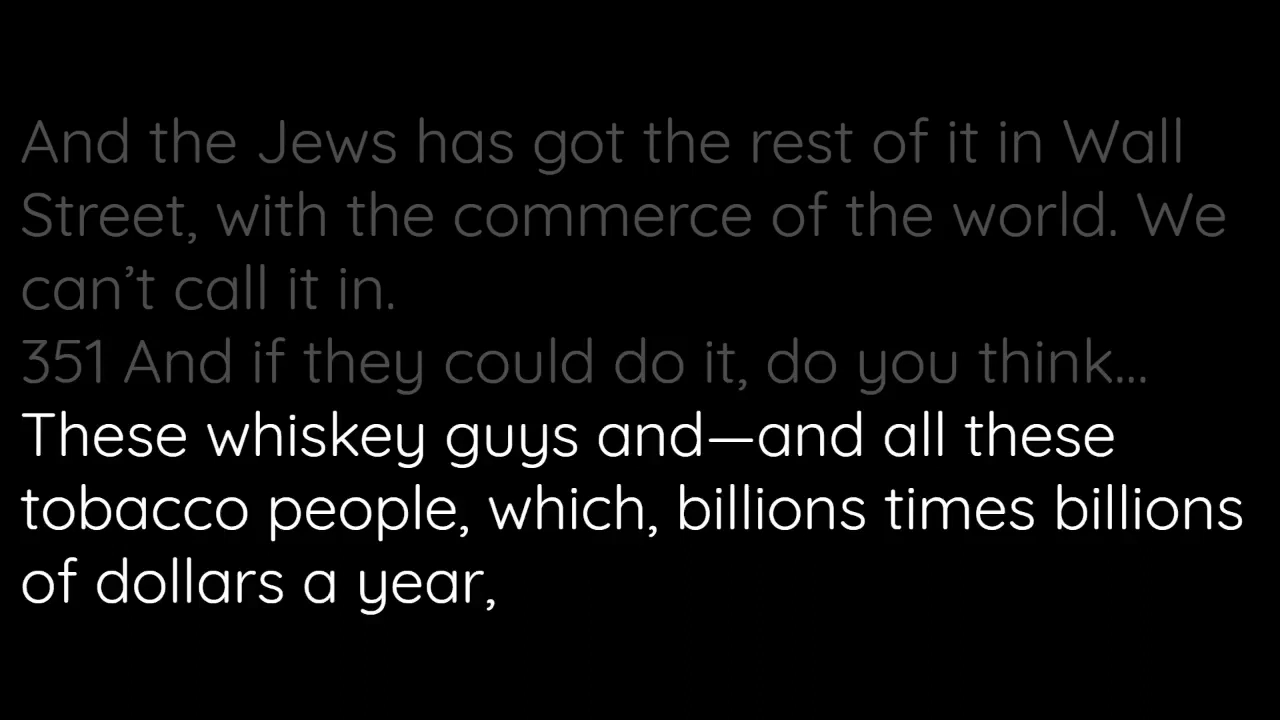 And the Jews has got the rest of it in Wall
Street, with the commerce of the world. We
can’t call it in.
351 And if they could do it, do you think...
These whiskey guys and—and all these
tobacco people, which, billions times billions
of dollars a year,